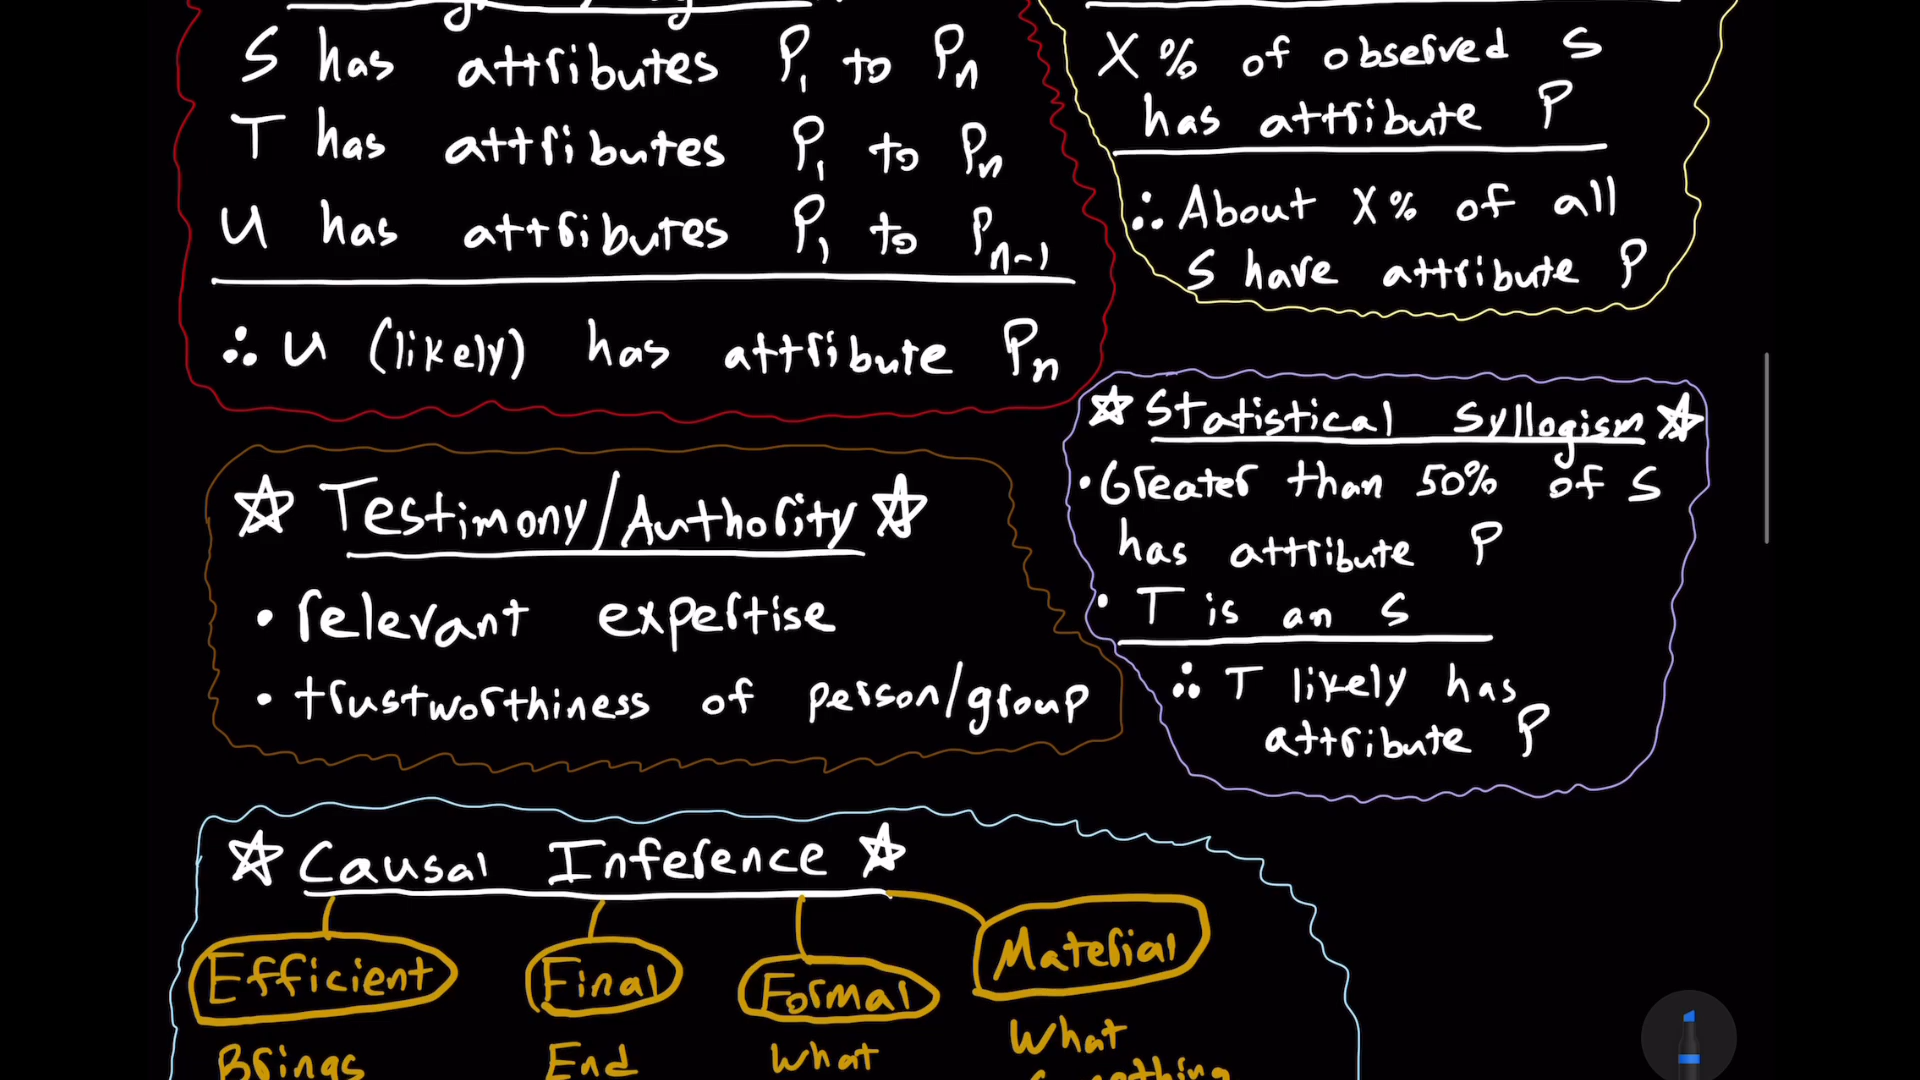 S has attributes P₁ to Pₙ
T has attributes P₁ to Pₙ
U has attributes P₁ to Pₙ₋₁
∴ U (likely) has attribute Pₙ
X% of observed S
has attribute P
∴ About X% of all
S have attribute P
☆ Testimony/Authority ☆
• relevant expertise
• trustworthiness of person/group
☆ Statistical Syllogism ☆
• Greater than 50% of S
has attribute P
• T is an S
∴ T likely has
attribute P
☆ Causal Inference ☆
Efficient
Final
Formal
Material
Brings
End
What
What